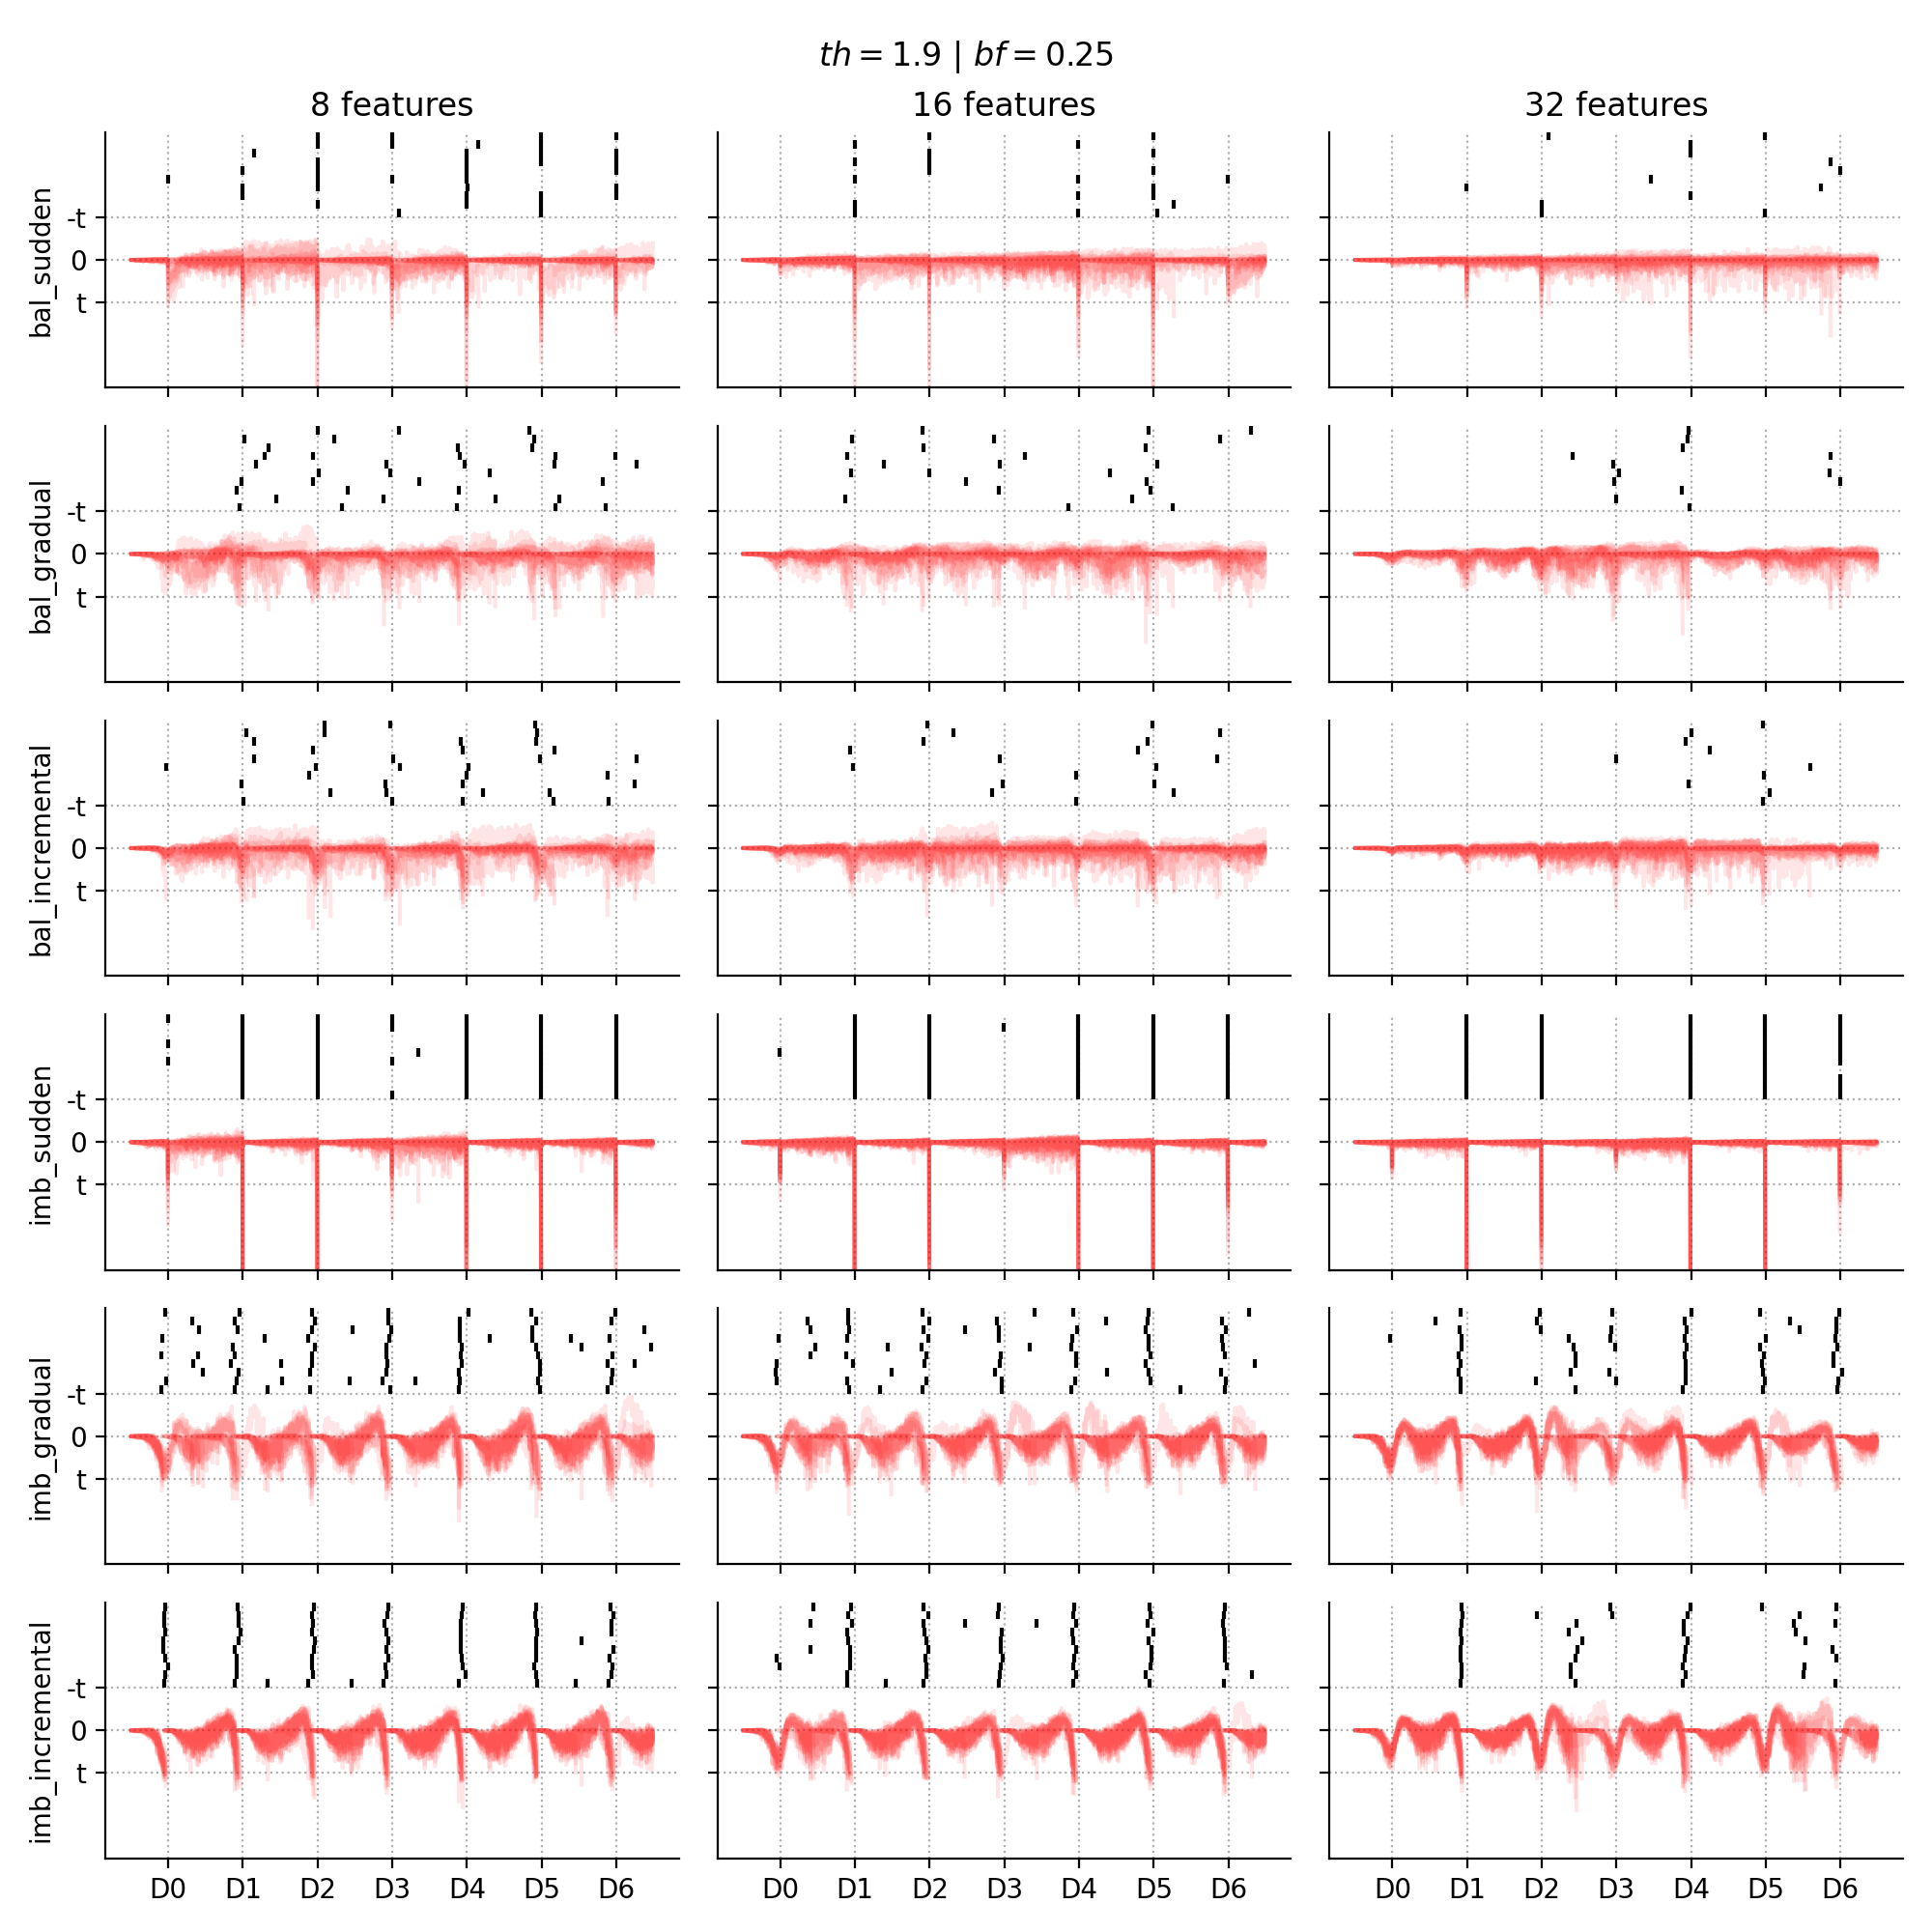 th = 1.9 | bf = 0.25
8 features 16 features 32 features
bal_sudden
-t
0
t
bal_gradual
-t
0
t
bal_incremental
-t
0
t
imb_sudden
-t
0
t
imb_gradual
-t
0
t
imb_incremental
-t
0
t
D0 D1 D2 D3 D4 D5 D6 D0 D1 D2 D3 D4 D5 D6 D0 D1 D2 D3 D4 D5 D6